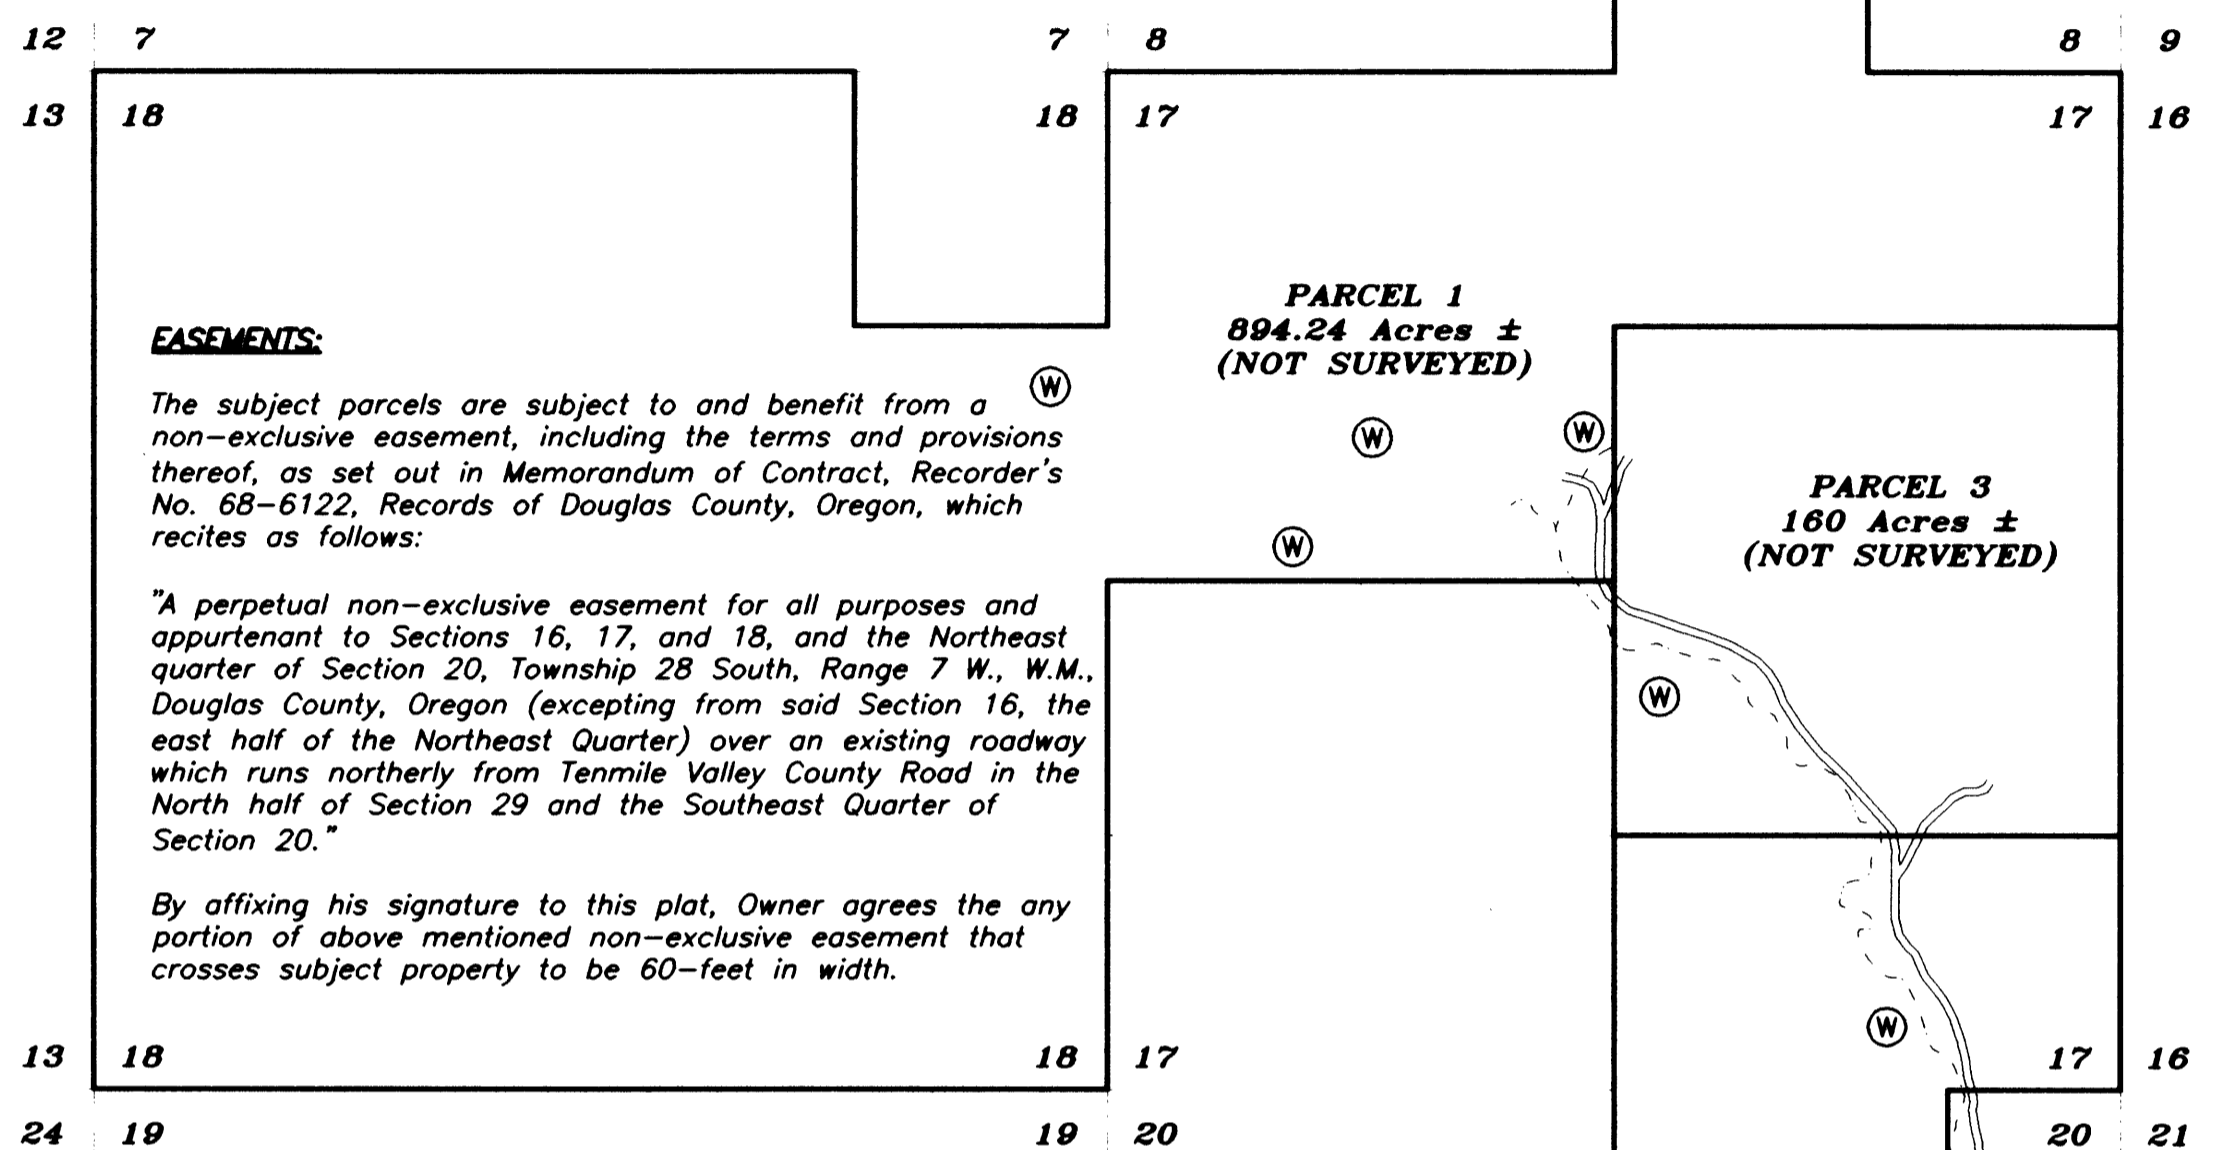 12 7 7 8 8 9
13 18 18 17 17 16
PARCEL 1
894.24 Acres ±
(NOT SURVEYED)
EASEMENTS:
The subject parcels are subject to and benefit from a
non-exclusive easement, including the terms and provisions
thereof, as set out in Memorandum of Contract, Recorder's
No. 68-6122, Records of Douglas County, Oregon, which
recites as follows:
"A perpetual non-exclusive easement for all purposes and
appurtenant to Sections 16, 17, and 18, and the Northeast
quarter of Section 20, Township 28 South, Range 7 W., W.M.,
Douglas County, Oregon (excepting from said Section 16, the
east half of the Northeast Quarter) over an existing roadway
which runs northerly from Tenmile Valley County Road in the
North half of Section 29 and the Southeast Quarter of
Section 20."
By affixing his signature to this plat, Owner agrees the any
portion of above mentioned non-exclusive easement that
crosses subject property to be 60-feet in width.
W
W
W
W
PARCEL 3
160 Acres ±
(NOT SURVEYED)
W
W
13 18 18 17 17 16
24 19 19 20 20 21